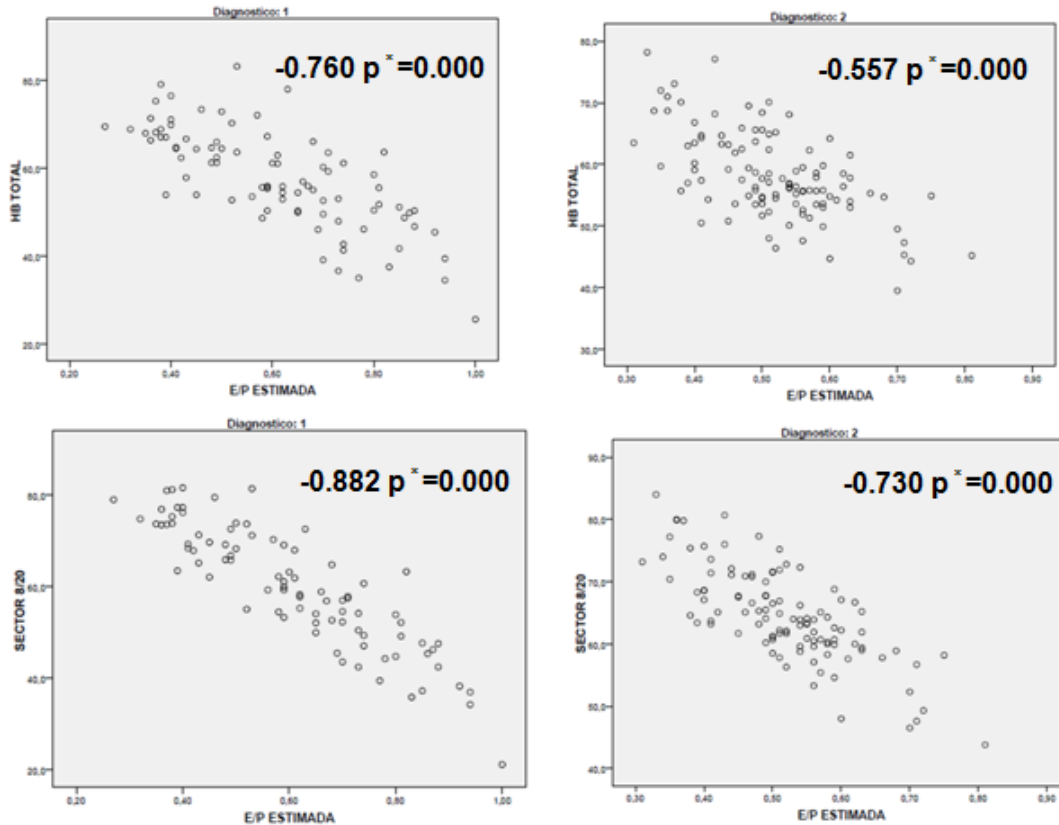 Diagnostico: 1
-0.760 p*=0.000
HB TOTAL
80,0
60,0
40,0
20,0
0,20 0,40 0,60 0,80 1,00
E/P ESTIMADA
Diagnostico: 2
-0.557 p*=0.000
HB TOTAL
80,0
70,0
60,0
50,0
40,0
30,0
0,30 0,40 0,50 0,60 0,70 0,80 0,90
E/P ESTIMADA
Diagnostico: 1
-0.882 p*=0.000
SECTOR 8/20
80,0
60,0
40,0
20,0
0,20 0,40 0,60 0,80 1,00
E/P ESTIMADA
Diagnostico: 2
-0.730 p*=0.000
SECTOR 8/20
90,0
80,0
70,0
60,0
50,0
40,0
0,30 0,40 0,50 0,60 0,70 0,80 0,90
E/P ESTIMADA